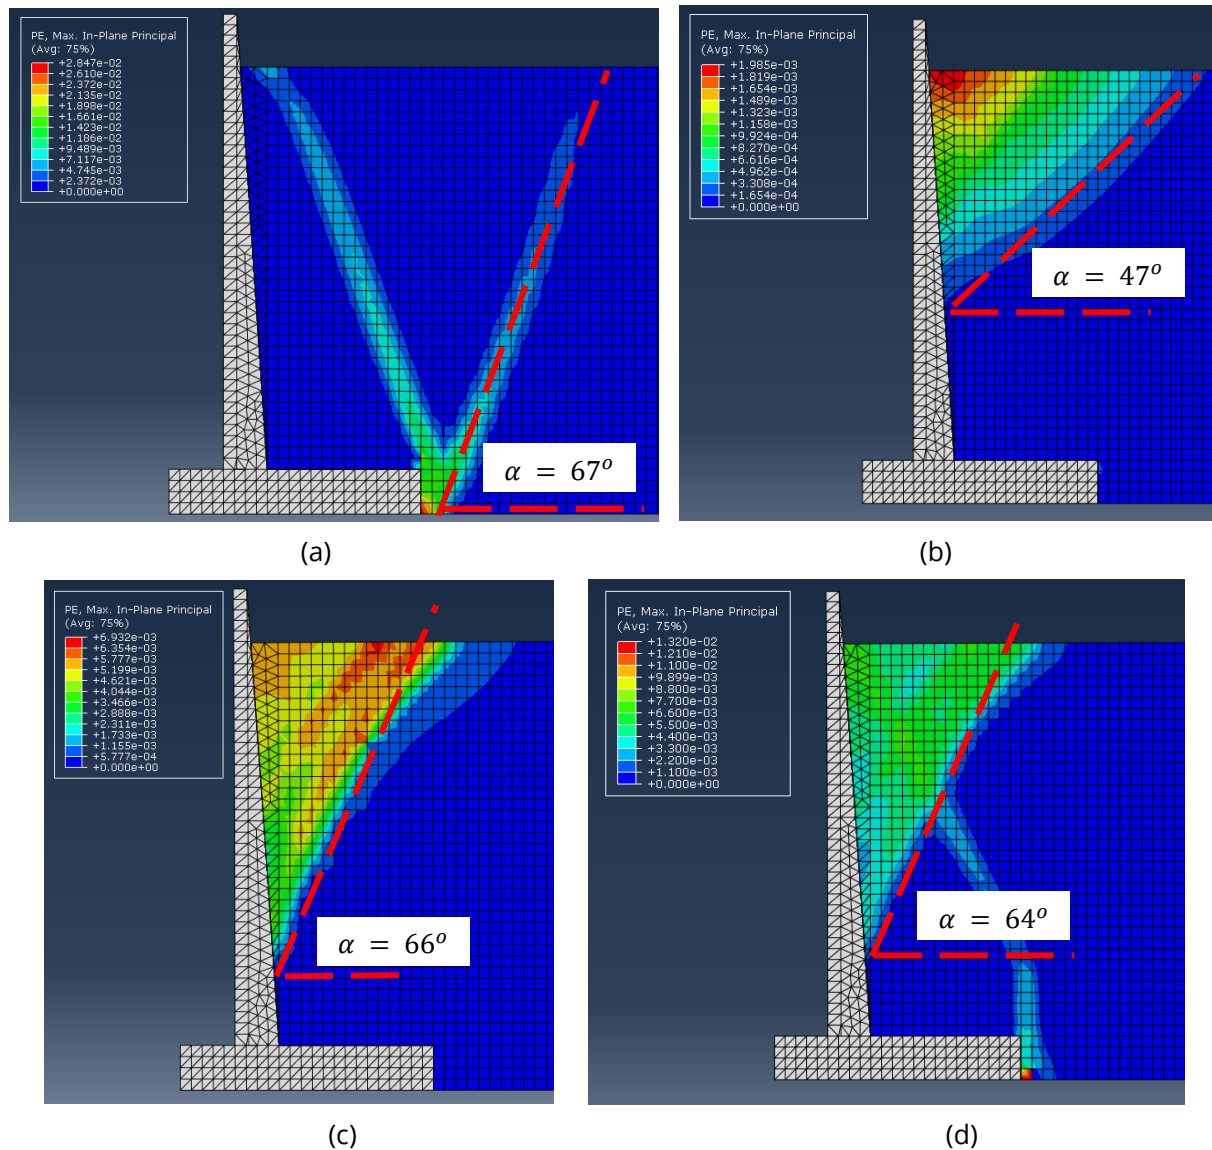 PE, Max. In-Plane Principal
(Avg: 75%)
+2.847e-02
+2.610e-02
+2.372e-02
+2.135e-02
+1.898e-02
+1.661e-02
+1.423e-02
+1.186e-02
+9.489e-03
+7.117e-03
+4.745e-03
+2.372e-03
+0.000e+00
α = 67°
(a)
PE, Max. In-Plane Principal
(Avg: 75%)
+1.985e-03
+1.819e-03
+1.654e-03
+1.489e-03
+1.323e-03
+1.158e-03
+9.924e-04
+8.270e-04
+6.616e-04
+4.962e-04
+3.308e-04
+1.654e-04
+0.000e+00
α = 47°
(b)
PE, Max. In-Plane Principal
(Avg: 75%)
+6.932e-03
+6.354e-03
+5.777e-03
+5.199e-03
+4.621e-03
+4.044e-03
+3.466e-03
+2.888e-03
+2.311e-03
+1.733e-03
+1.155e-03
+5.777e-04
+0.000e+00
α = 66°
(c)
PE, Max. In-Plane Principal
(Avg: 75%)
+1.320e-02
+1.210e-02
+1.100e-02
+9.899e-03
+8.800e-03
+7.700e-03
+6.600e-03
+5.500e-03
+4.400e-03
+3.300e-03
+2.200e-03
+1.100e-03
+0.000e+00
α = 64°
(d)